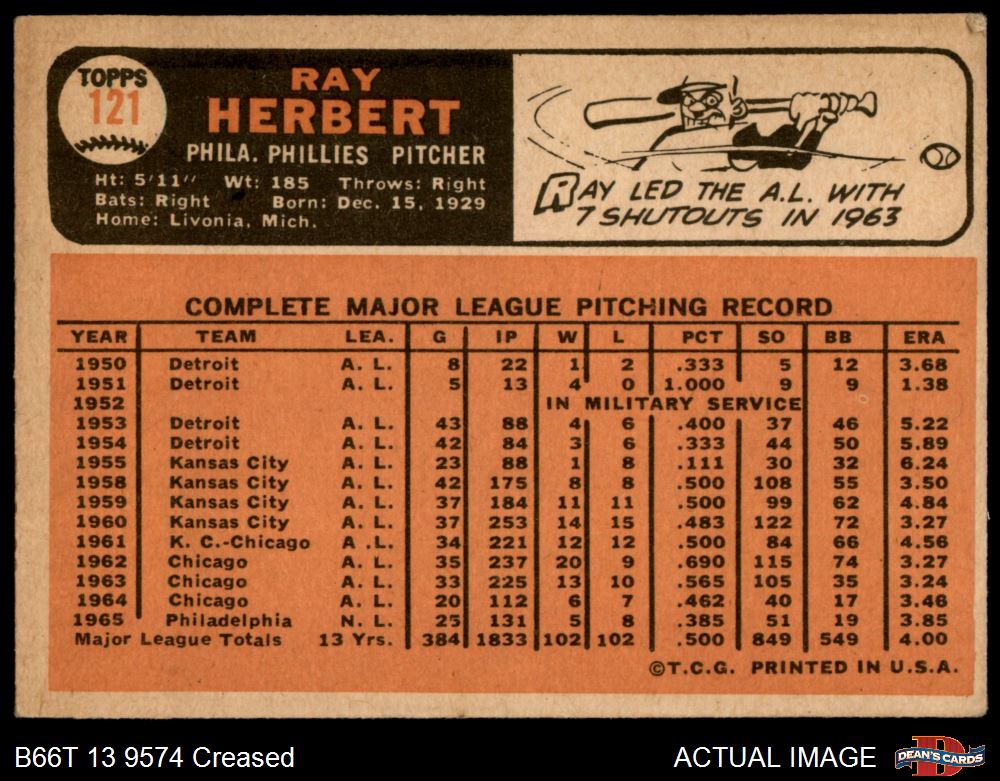 TOPPS
121
RAY
HERBERT
PHILA. PHILLIES PITCHER
Ht: 5'11" Wt: 185 Throws: Right
Bats: Right Born: Dec. 15, 1929
Home: Livonia, Mich.
RAY LED THE A.L. WITH
7 SHUTOUTS IN 1963
COMPLETE MAJOR LEAGUE PITCHING RECORD
YEAR TEAM LEA. G IP W L PCT SO BB ERA
1950 Detroit A. L. 8 22 1 2 .333 5 12 3.68
1951 Detroit A. L. 5 13 4 0 1.000 9 9 1.38
1952 IN MILITARY SERVICE
1953 Detroit A. L. 43 88 4 6 .400 37 46 5.22
1954 Detroit A. L. 42 84 3 6 .333 44 50 5.89
1955 Kansas City A. L. 23 88 1 8 .111 30 32 6.24
1958 Kansas City A. L. 42 175 8 8 .500 108 55 3.50
1959 Kansas City A. L. 37 184 11 11 .500 99 62 4.84
1960 Kansas City A. L. 37 253 14 15 .483 122 72 3.27
1961 K. C.-Chicago A .L. 34 221 12 12 .500 84 66 4.56
1962 Chicago A. L. 35 237 20 9 .690 115 74 3.27
1963 Chicago A. L. 33 225 13 10 .565 105 35 3.24
1964 Chicago A. L. 20 112 6 7 .462 40 17 3.46
1965 Philadelphia N. L. 25 131 5 8 .385 51 19 3.85
Major League Totals 13 Yrs. 384 1833 102 102 .500 849 549 4.00
©T.C.G. PRINTED IN U.S.A.
B66T 13 9574 Creased
ACTUAL IMAGE
DEAN'S CARDS